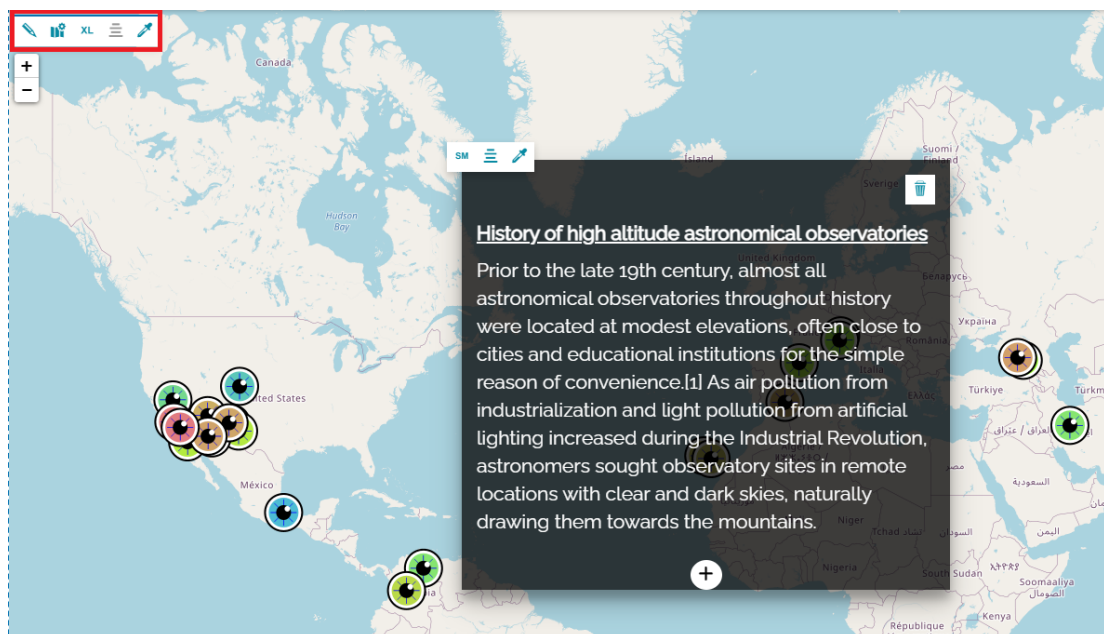 XL
+
−
Canada
SM
Ísland
Suomi /
Finland
Sverige
Hudson
Bay
History of high altitude astronomical observatories
United Kingdom
Prior to the late 19th century, almost all
astronomical observatories throughout history
were located at modest elevations, often close to
cities and educational institutions for the simple
reason of convenience.[1] As air pollution from
industrialization and light pollution from artificial
lighting increased during the Industrial Revolution,
astronomers sought observatory sites in remote
locations with clear and dark skies, naturally
drawing them towards the mountains.
Беларусь
Україна
România
Italia
Ελλάς
Türkiye
ted States
México
العراق / عێراق
مصر
السعودية
Niger
السودان
اليمن
Nigeria
South Sudan
Soomaaliya
الصومال
Kenya
République
+